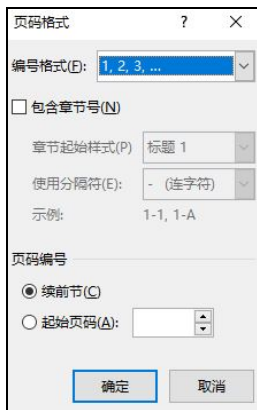 页码格式 ? ×
编号格式(F): 1, 2, 3, ...
包含章节号(N)
章节起始样式(P) 标题 1
使用分隔符(E): - (连字符)
示例: 1-1, 1-A
页码编号
续前节(C)
起始页码(A):
确定 取消